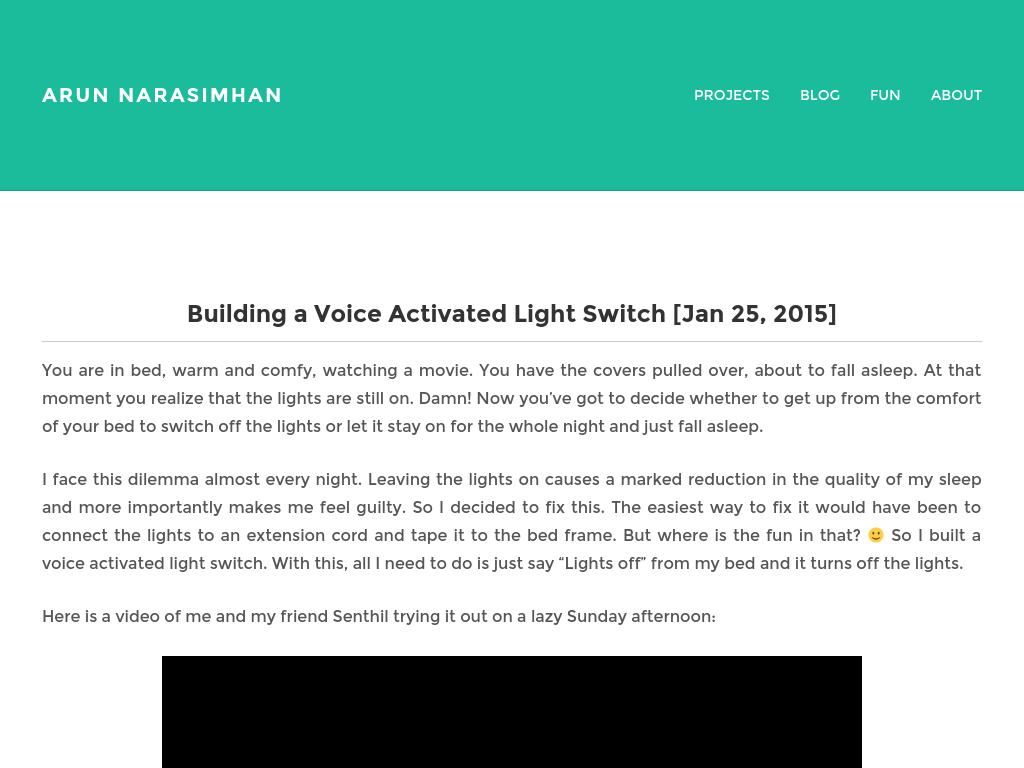 ARUN NARASIMHAN
PROJECTS BLOG FUN ABOUT
Building a Voice Activated Light Switch [Jan 25, 2015]
You are in bed, warm and comfy, watching a movie. You have the covers pulled over, about to fall asleep. At that
moment you realize that the lights are still on. Damn! Now you’ve got to decide whether to get up from the comfort
of your bed to switch off the lights or let it stay on for the whole night and just fall asleep.
I face this dilemma almost every night. Leaving the lights on causes a marked reduction in the quality of my sleep
and more importantly makes me feel guilty. So I decided to fix this. The easiest way to fix it would have been to
connect the lights to an extension cord and tape it to the bed frame. But where is the fun in that? 🙂 So I built a
voice activated light switch. With this, all I need to do is just say “Lights off” from my bed and it turns off the lights.
Here is a video of me and my friend Senthil trying it out on a lazy Sunday afternoon: